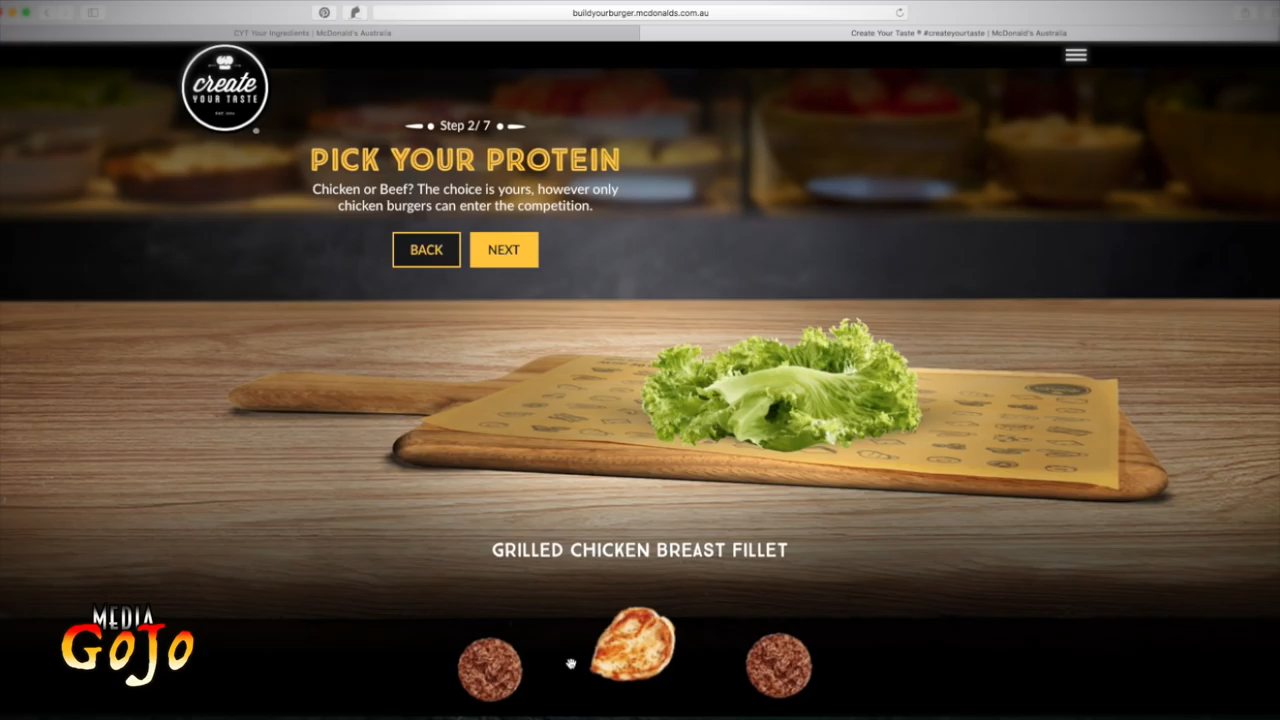 buildyourburger.mcdonalds.com.au
CYT Your Ingredients | McDonald's Australia
Create Your Taste ® #createyourtaste | McDonald's Australia
create
YOUR TASTE
Step 2/ 7
PICK YOUR PROTEIN
Chicken or Beef? The choice is yours, however only
chicken burgers can enter the competition.
BACK
NEXT
GRILLED CHICKEN BREAST FILLET
MEDIA
GOJO